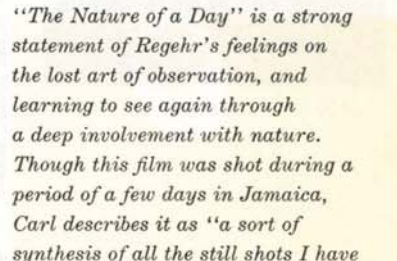 “The Nature of a Day” is a strong
statement of Regehr’s feelings on
the lost art of observation, and
learning to see again through
a deep involvement with nature.
Though this film was shot during a
period of a few days in Jamaica,
Carl describes it as “a sort of
synthesis of all the still shots I have